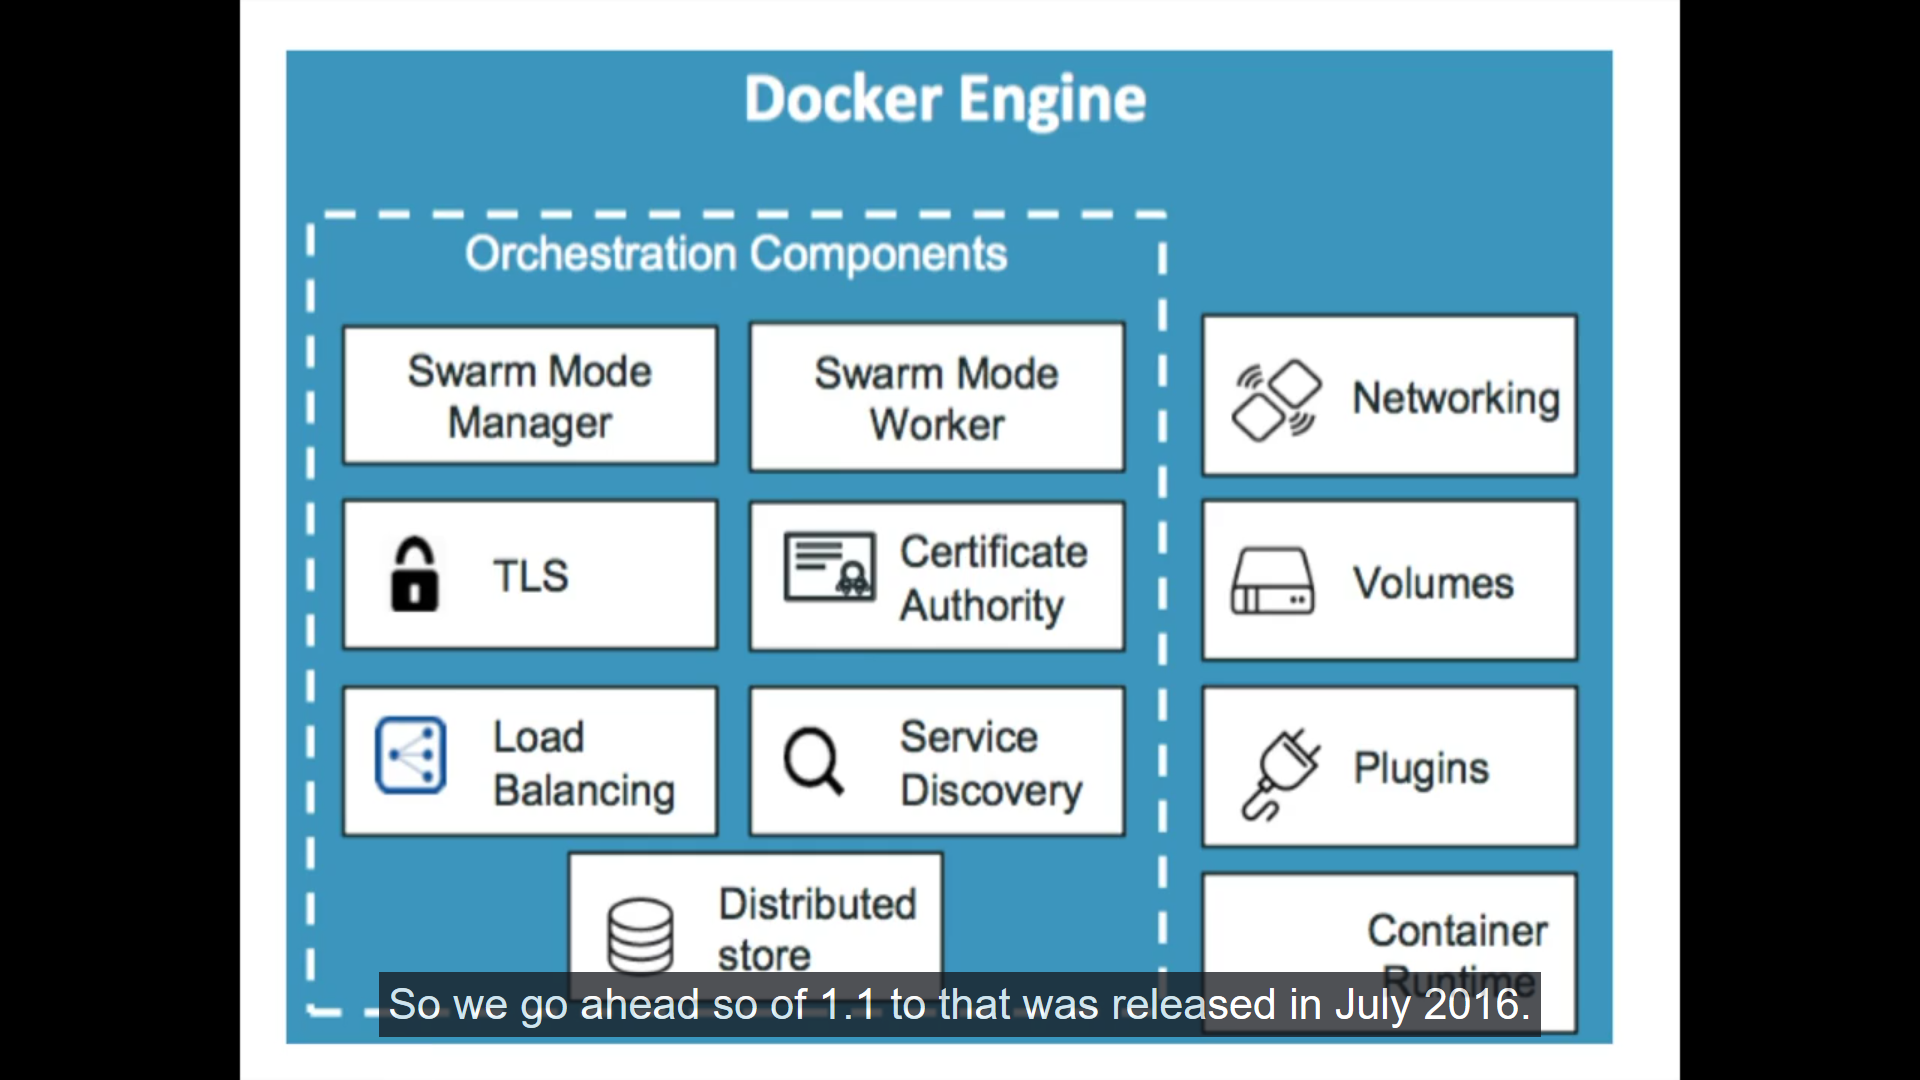 Docker Engine
Orchestration Components
Swarm Mode
Manager
Swarm Mode
Worker
Networking
TLS
Certificate
Authority
Volumes
Load
Balancing
Service
Discovery
Plugins
Distributed
store
Container
Runtime
So we go ahead so of 1.1 to that was released in July 2016.